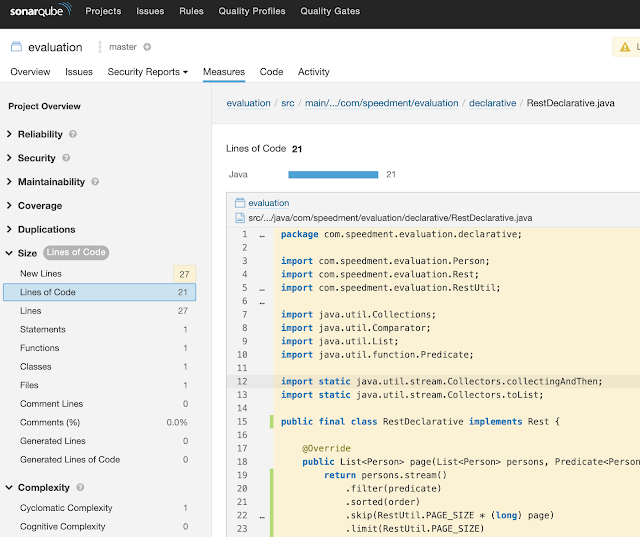 sonarqube Projects Issues Rules Quality Profiles Quality Gates
evaluation master
Overview Issues Security Reports Measures Code Activity
Project Overview
Reliability ?
Security ?
Maintainability ?
Coverage
Duplications
Size Lines of Code
New Lines 27
Lines of Code 21
Lines 27
Statements 1
Functions 1
Classes 1
Files 1
Comment Lines 0
Comments (%) 0.0%
Generated Lines 0
Generated Lines of Code 0
Complexity ?
Cyclomatic Complexity 1
Cognitive Complexity 0
evaluation / src / main/.../com/speedment/evaluation / declarative / RestDeclarative.java
Lines of Code 21
Java 21
evaluation
src/.../java/com/speedment/evaluation/declarative/RestDeclarative.java
1 … package com.speedment.evaluation.declarative;
2
3 import com.speedment.evaluation.Person;
4 import com.speedment.evaluation.Rest;
5 … import com.speedment.evaluation.RestUtil;
6 …
7 import java.util.Collections;
8 import java.util.Comparator;
9 import java.util.List;
10 import java.util.function.Predicate;
11
12 import static java.util.stream.Collectors.collectingAndThen;
13 import static java.util.stream.Collectors.toList;
14
15 public final class RestDeclarative implements Rest {
16
17 @Override
18 public List<Person> page(List<Person> persons, Predicate<Person
19 return persons.stream()
20 .filter(predicate)
21 .sorted(order)
22 … .skip(RestUtil.PAGE_SIZE * (long) page)
23 .limit(RestUtil.PAGE_SIZE)